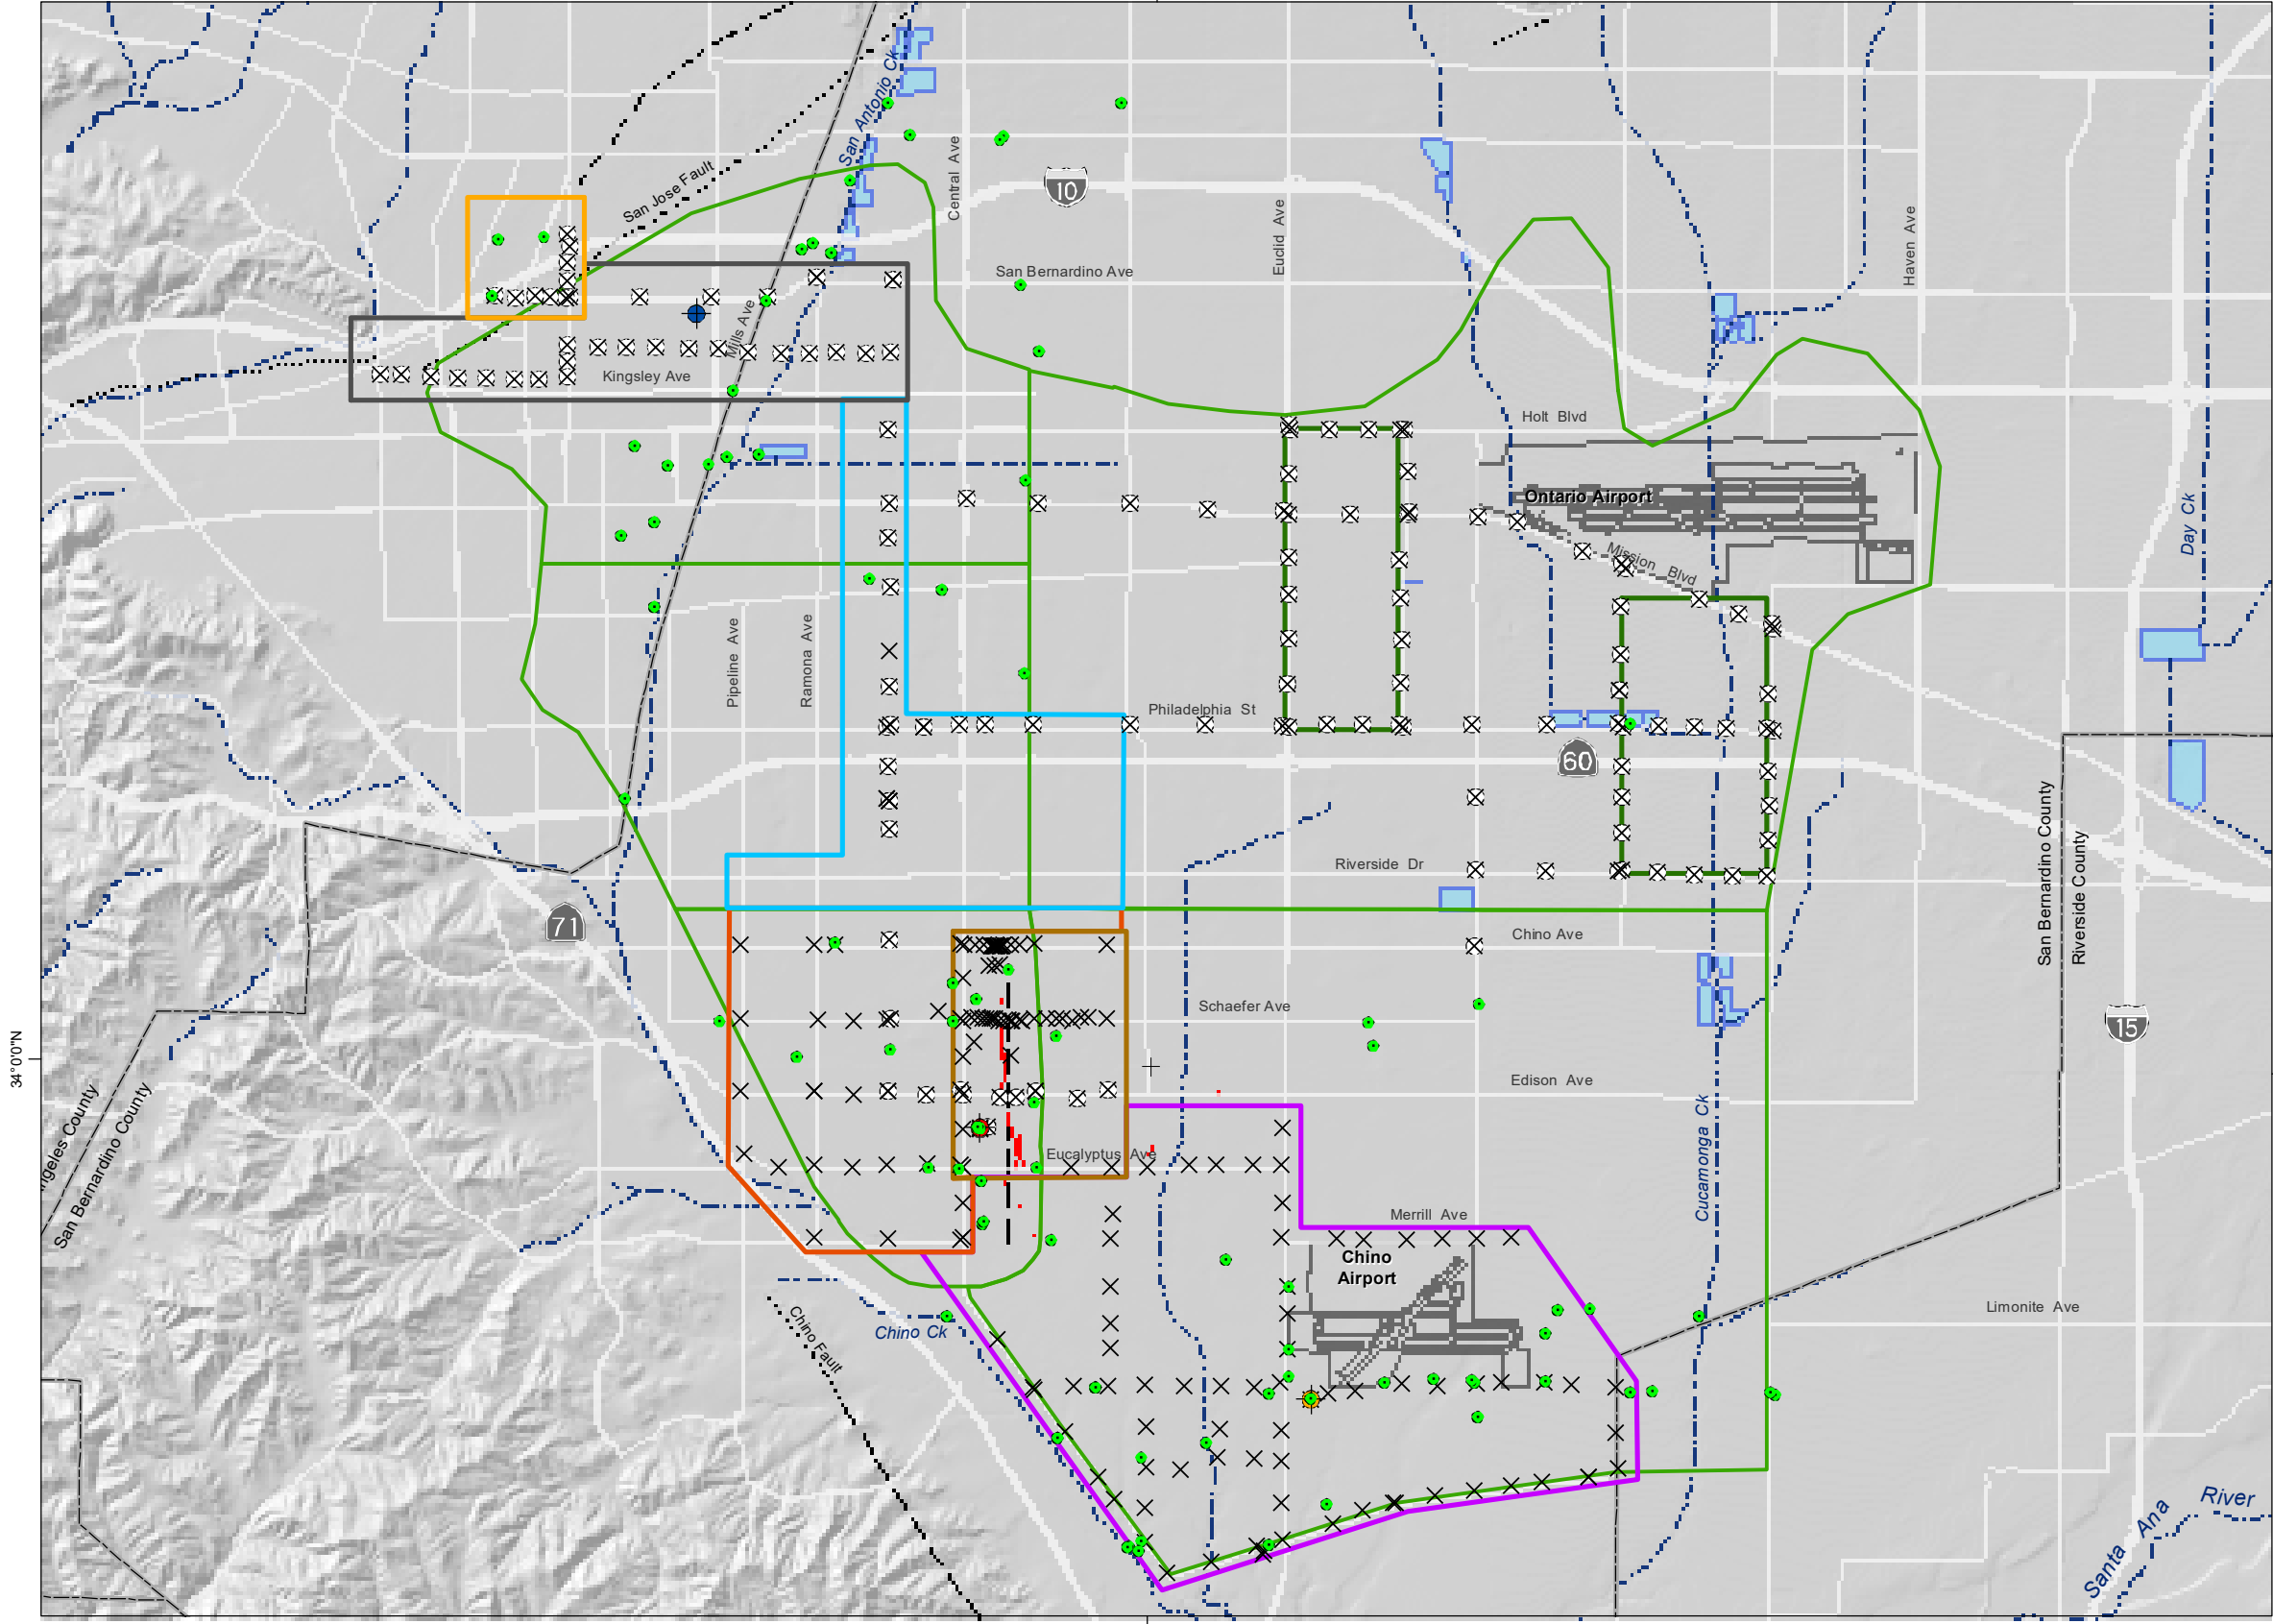 San Antonio Ck
Central Ave
10
San Jose Fault
Euclid Ave
Haven Ave
San Bernardino Ave
Mills Ave
Kingsley Ave
Holt Blvd
Ontario Airport
Day Ck
Mission Blvd
Pipeline Ave
Ramona Ave
Philadelphia St
60
San Bernardino County
Riverside County
Riverside Dr
71
Chino Ave
Schaefer Ave
15
34°0'0"N
Edison Ave
Cucamonga Ck
ngeles County
San Bernardino County
Eucalyptus Ave
Merrill Ave
Chino
Airport
Limonite Ave
Chino Ck
Chino Fault
Santa Ana River